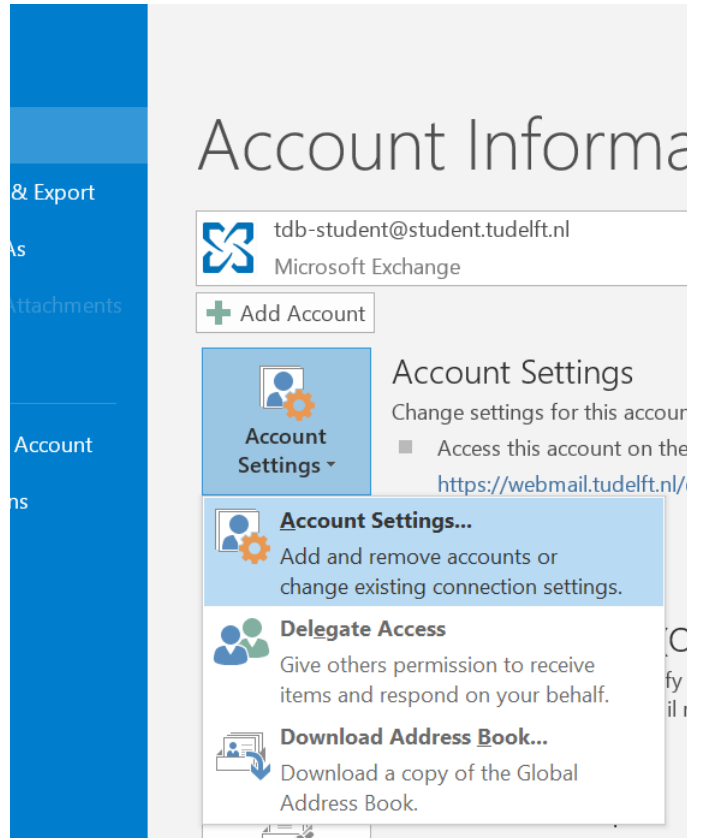 Account Informa
& Export
tdb-student@student.tudelft.nl
As
Microsoft Exchange
Attachments
Add Account
Account Settings
Change settings for this accour
Account
Account
Settings
Access this account on the
https://webmail.tudelft.nl/
ns
Account Settings...
Add and remove accounts or
change existing connection settings.
Delegate Access
Give others permission to receive
items and respond on your behalf.
fy
il
Download Address Book...
Download a copy of the Global
Address Book.